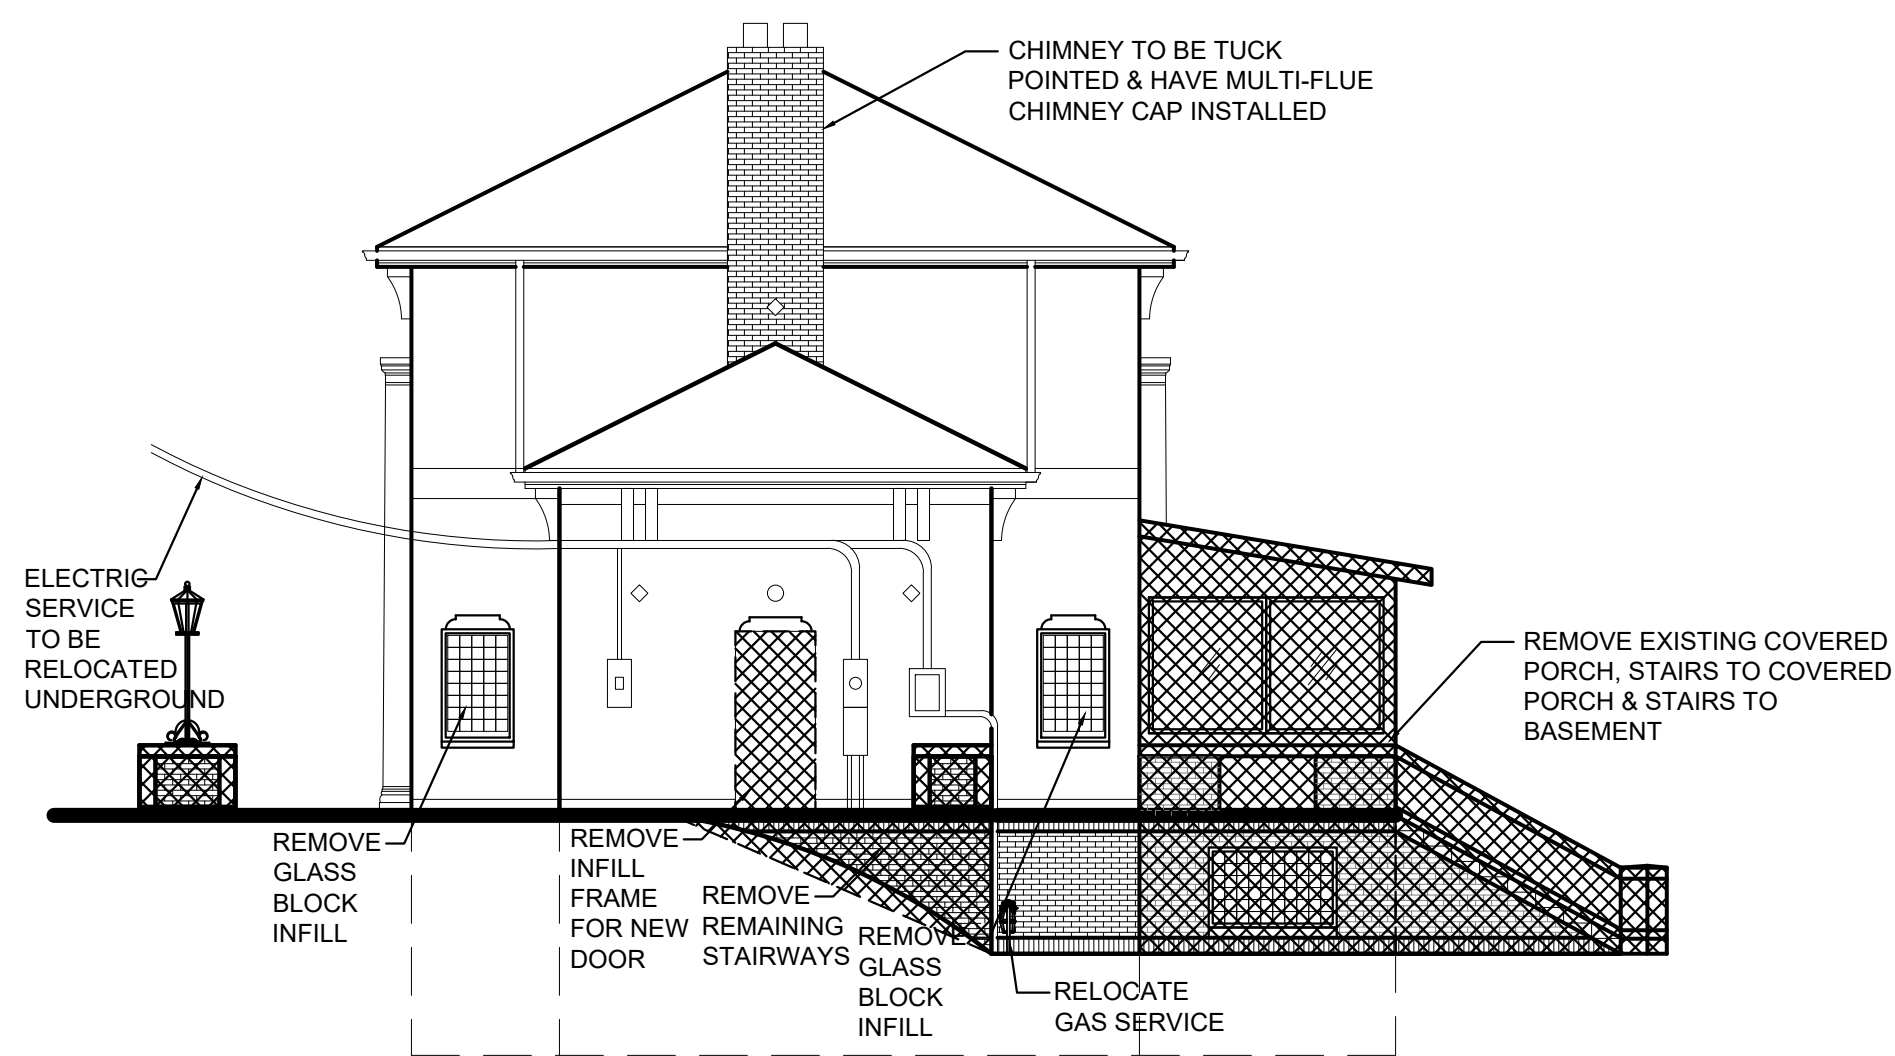 CHIMNEY TO BE TUCK
POINTED & HAVE MULTI-FLUE
CHIMNEY CAP INSTALLED
ELECTRIC
SERVICE
TO BE
RELOCATED
UNDERGROUND
REMOVE EXISTING COVERED
PORCH, STAIRS TO COVERED
PORCH & STAIRS TO
BASEMENT
REMOVE
GLASS
BLOCK
INFILL
REMOVE
INFILL
FRAME
FOR NEW
DOOR
REMOVE
REMAINING
STAIRWAYS
REMOVE
GLASS
BLOCK
INFILL
RELOCATE
GAS SERVICE